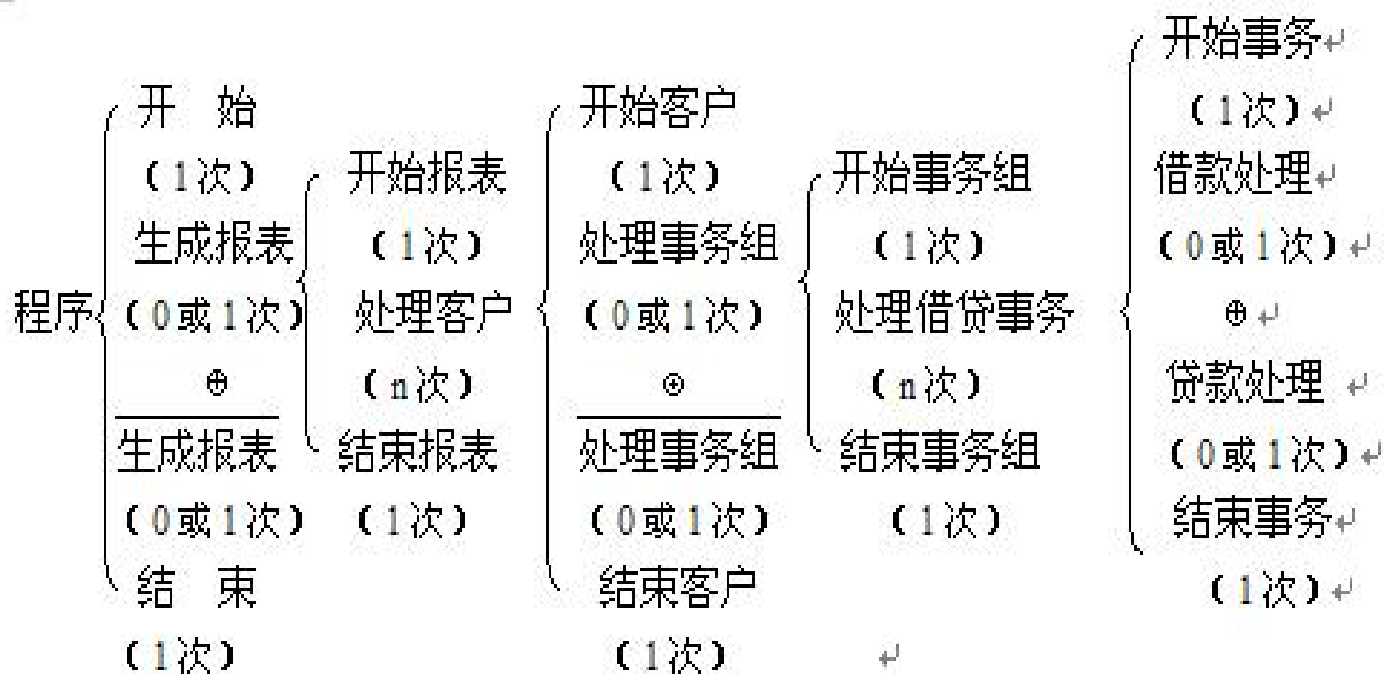 程序
开 始
(1次)
生成报表
(0或1次)
⊕
生成报表
(0或1次)
结 束
(1次)
开始报表
(1次)
处理客户
(n次)
结束报表
(1次)
开始客户
(1次)
处理事务组
(0或1次)
⊕
处理事务组
(0或1次)
结束客户
(1次)
开始事务组
(1次)
处理借贷事务
(n次)
结束事务组
(1次)
开始事务
(1次)
借款处理
(0或1次)
⊕
贷款处理
(0或1次)
结束事务
(1次)